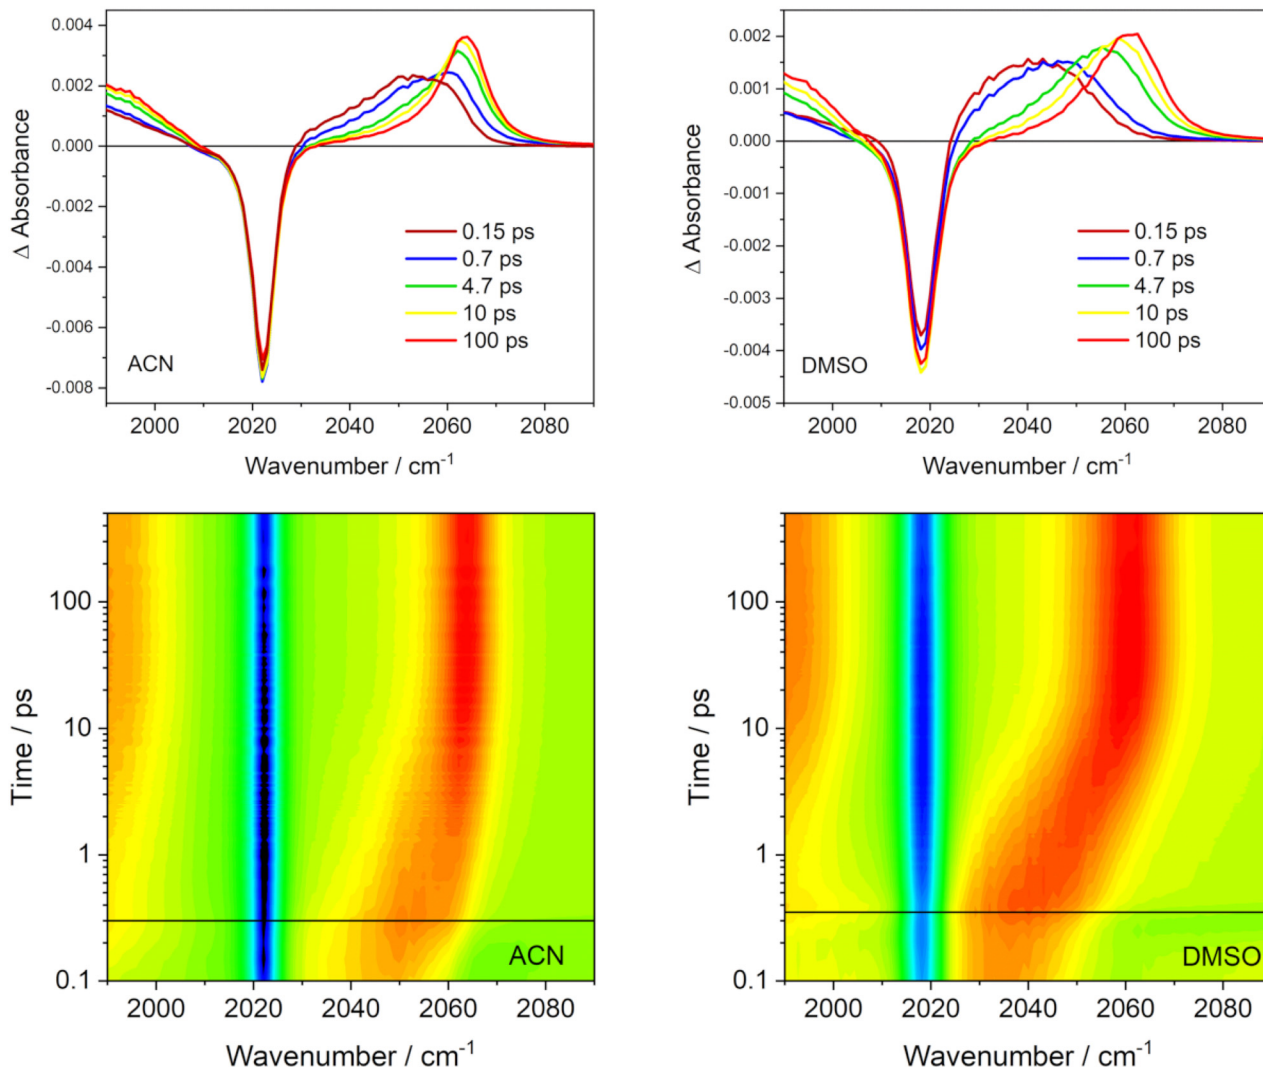 0.004
0.002
0.000
-0.002
-0.004
-0.006
-0.008
Δ Absorbance
0.15 ps
0.7 ps
4.7 ps
10 ps
100 ps
ACN
2000 2020 2040 2060 2080
Wavenumber / cm⁻¹
0.002
0.001
0.000
-0.001
-0.002
-0.003
-0.004
-0.005
Δ Absorbance
0.15 ps
0.7 ps
4.7 ps
10 ps
100 ps
DMSO
2000 2020 2040 2060 2080
Wavenumber / cm⁻¹
100
10
1
0.1
Time / ps
ACN
2000 2020 2040 2060 2080
Wavenumber / cm⁻¹
100
10
1
0.1
Time / ps
DMSO
2000 2020 2040 2060 2080
Wavenumber / cm⁻¹